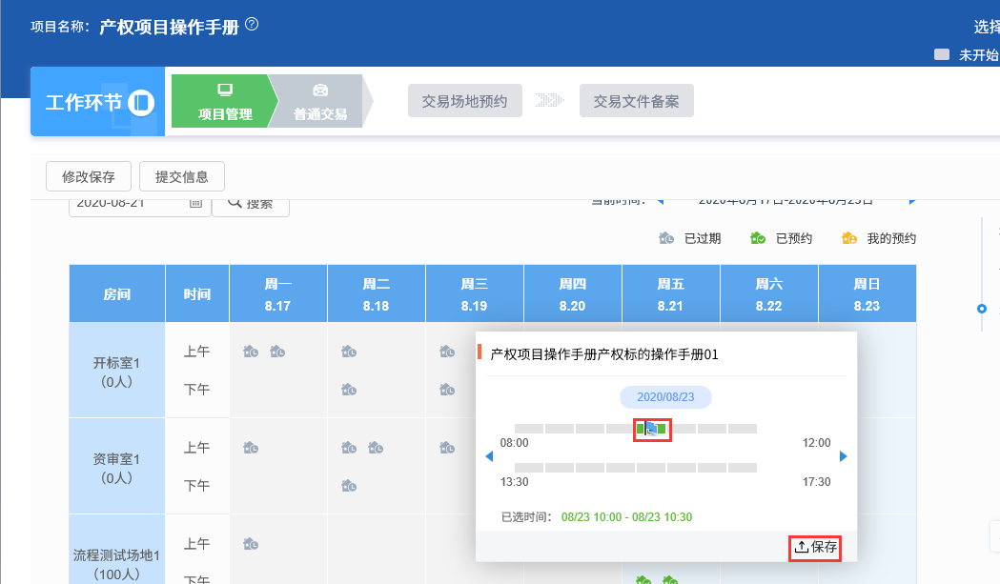 项目名称： 产权项目操作手册
选择
未开始
工作环节
项目管理
普通交易
交易场地预约
交易文件备案
修改保存
提交信息
2020-08-21
搜索
当前时间：
2020年8月17日-2020年8月23日
已过期
已预约
我的预约
房间
时间
周一
8.17
周二
8.18
周三
8.19
周四
8.20
周五
8.21
周六
8.22
周日
8.23
开标室1
（0人）
上午
下午
资审室1
（0人）
上午
下午
流程测试场地1
（100人）
上午
下午
产权项目操作手册产权标的操作手册01
2020/08/23
08:00
12:00
13:30
17:30
已选时间： 08/23 10:00 - 08/23 10:30
保存